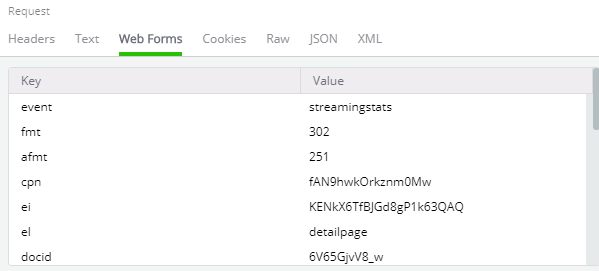 Request
Headers Text Web Forms Cookies Raw JSON XML
Key Value
event streamingstats
fmt 302
afmt 251
cpn fAN9hwkOrkznm0Mw
ei KENkX6TfBJGd8gP1k63QAQ
el detailpage
docid 6V65GjvV8_w